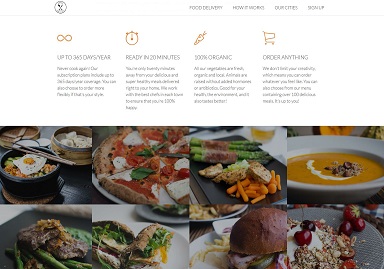 FOOD DELIVERY HOW IT WORKS OUR CITIES SIGN UP
UP TO 365 DAYS/YEAR
Never cook again! Our
subscription plans include up to
365 days/year coverage. You can
also choose to order more
flexibly if that's your style.
READY IN 20 MINUTES
You're only twenty minutes
away from your delicious and
super healthy meals delivered
right to your home. We work
with the best chefs in each town
to ensure that you're 100%
happy.
100% ORGANIC
All our vegetables are fresh,
organic and local. Animals are
raised without added hormones
or antibiotics. Good for your
health, the environment, and it
also tastes better!
ORDER ANYTHING
We don't limit your creativity,
which means you can order
whatever you feel like. You can
also choose from our menu
containing over 100 delicious
meals. It's up to you!